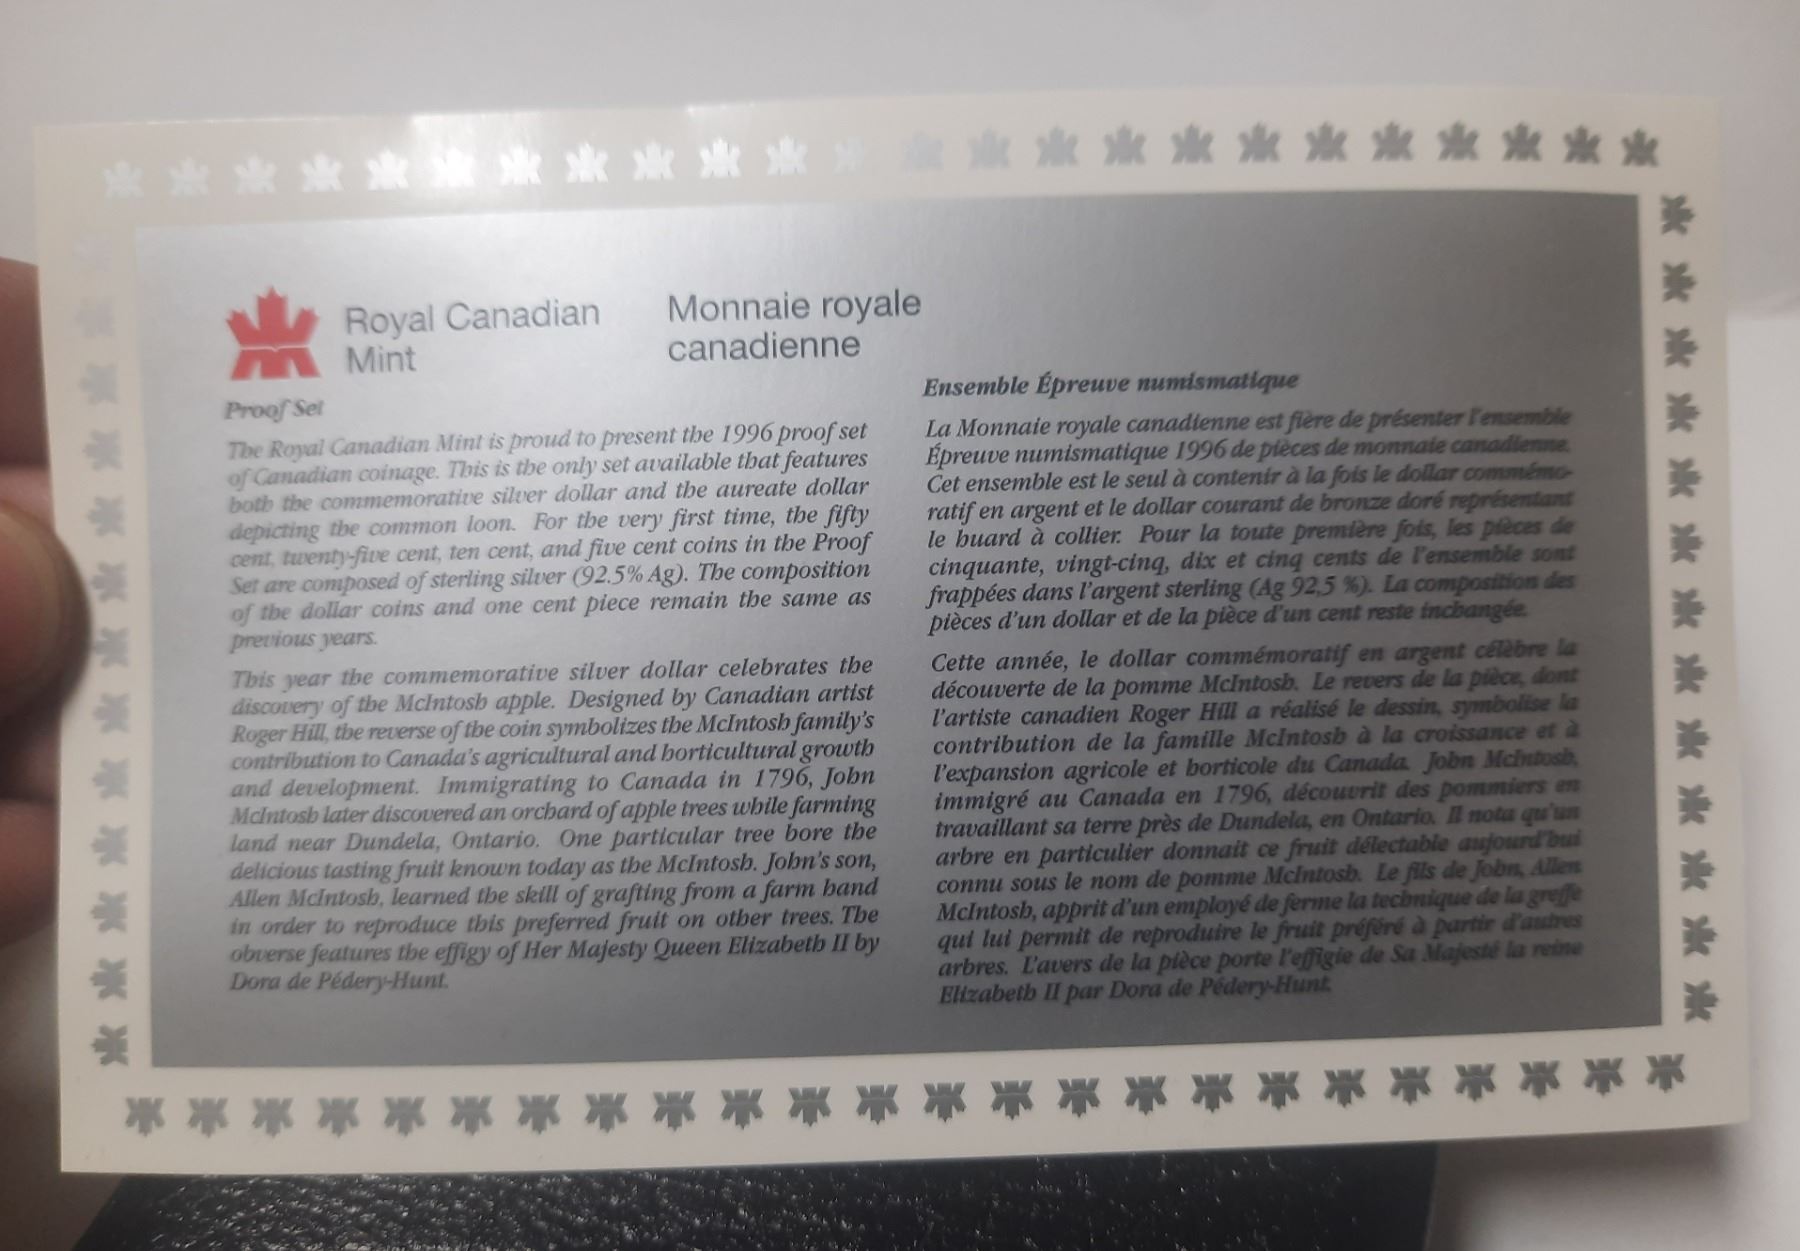 Royal Canadian
Mint
Monnaie royale
canadienne
Proof Set
The Royal Canadian Mint is proud to present the 1996 proof set
of Canadian coinage. This is the only set available that features
both the commemorative silver dollar and the aureate dollar
depicting the common loon. For the very first time, the fifty
cent, twenty-five cent, ten cent, and five cent coins in the Proof
Set are composed of sterling silver (92.5% Ag). The composition
of the dollar coins and one cent piece remain the same as
previous years.
This year the commemorative silver dollar celebrates the
discovery of the McIntosh apple. Designed by Canadian artist
Roger Hill, the reverse of the coin symbolizes the McIntosh family's
contribution to Canada's agricultural and horticultural growth
and development. Immigrating to Canada in 1796, John
McIntosh later discovered an orchard of apple trees while farming
land near Dundela, Ontario. One particular tree bore the
delicious tasting fruit known today as the McIntosh. John's son,
Allen McIntosh, learned the skill of grafting from a farm hand
in order to reproduce this preferred fruit on other trees. The
obverse features the effigy of Her Majesty Queen Elizabeth II by
Dora de Pédery-Hunt.
Ensemble Épreuve numismatique
La Monnaie royale canadienne est fière de présenter l'ensemble
Épreuve numismatique 1996 de pièces de monnaie canadienne.
Cet ensemble est le seul à contenir à la fois le dollar commémo-
ratif en argent et le dollar courant de bronze doré représentant
le huard à collier. Pour la toute première fois, les pièces de
cinquante, vingt-cinq, dix et cinq cents de l'ensemble sont
frappées dans l'argent sterling (Ag 92,5 %). La composition des
pièces d'un dollar et de la pièce d'un cent reste inchangée.
Cette année, le dollar commémoratif en argent célèbre la
découverte de la pomme McIntosh. Le revers de la pièce, dont
l'artiste canadien Roger Hill a réalisé le dessin, symbolise la
contribution de la famille McIntosh à la croissance et à
l'expansion agricole et horticole du Canada. John McIntosh,
immigré au Canada en 1796, découvrit des pommiers en
travaillant sa terre près de Dundela, en Ontario. Il nota qu'un
arbre en particulier donnait ce fruit délectable aujourd'hui
connu sous le nom de pomme McIntosh. Le fils de John, Allen
McIntosh, apprit d'un employé de ferme la technique de la greffe
qui lui permit de reproduire le fruit préféré à partir d'autres
arbres. L'avers de la pièce porte l'effigie de Sa Majesté la reine
Elizabeth II par Dora de Pédery-Hunt.